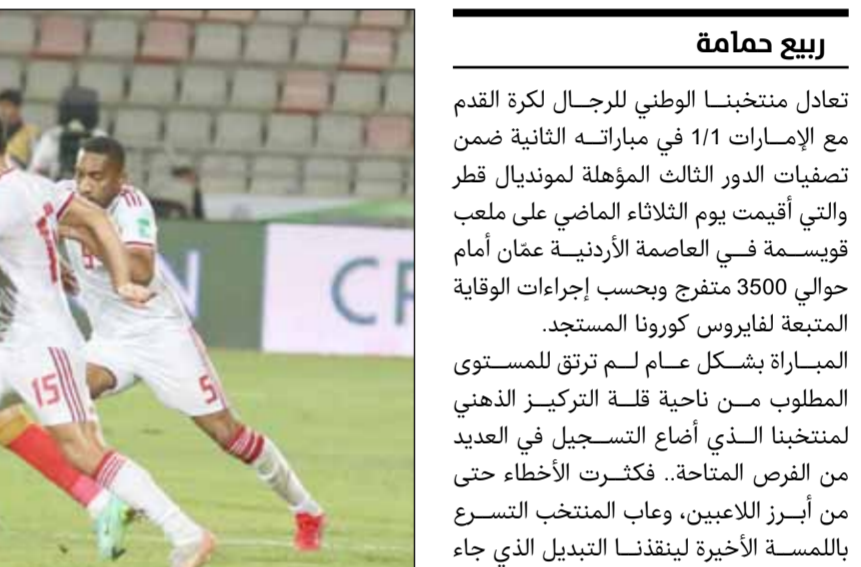 ربيع حمامة
تعادل منتخبنا الوطني للرجال لكرة القدم
مع الإمارات 1/1 في مباراته الثانية ضمن
تصفيات الدور الثالث المؤهلة لمونديال قطر
والتي أقيمت يوم الثلاثاء الماضي على ملعب
قويسمة في العاصمة الأردنية عمّان أمام
حوالي 3500 متفرج وبحسب إجراءات الوقاية
المتبعة لفايروس كورونا المستجد.
المباراة بشكل عام لم ترتق للمستوى
المطلوب من ناحية قلة التركيز الذهني
لمنتخبنا الذي أضاع التسجيل في العديد
من الفرص المتاحة.. فكثرت الأخطاء حتى
من أبرز اللاعبين، وعاب المنتخب التسرع
باللمسة الأخيرة لينقذنا التبديل الذي جاء
15
5